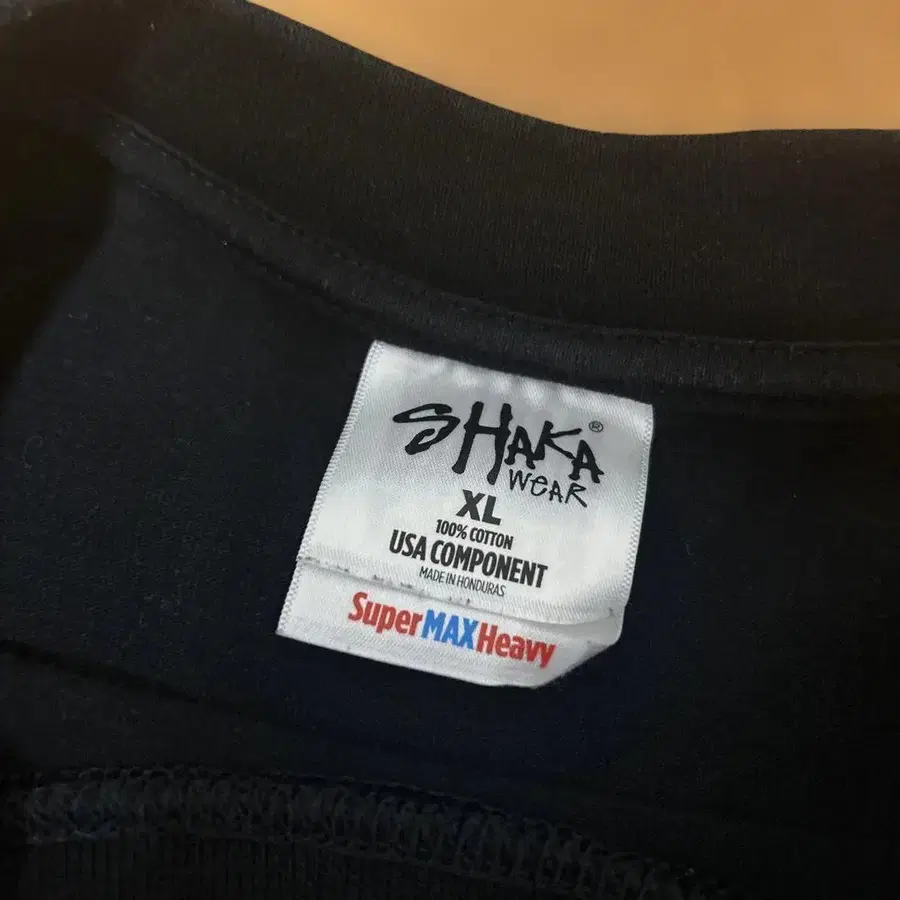 SHAKA®
WEAR
XL
100% COTTON
USA COMPONENT
MADE IN HONDURAS
SuperMAXHeavy